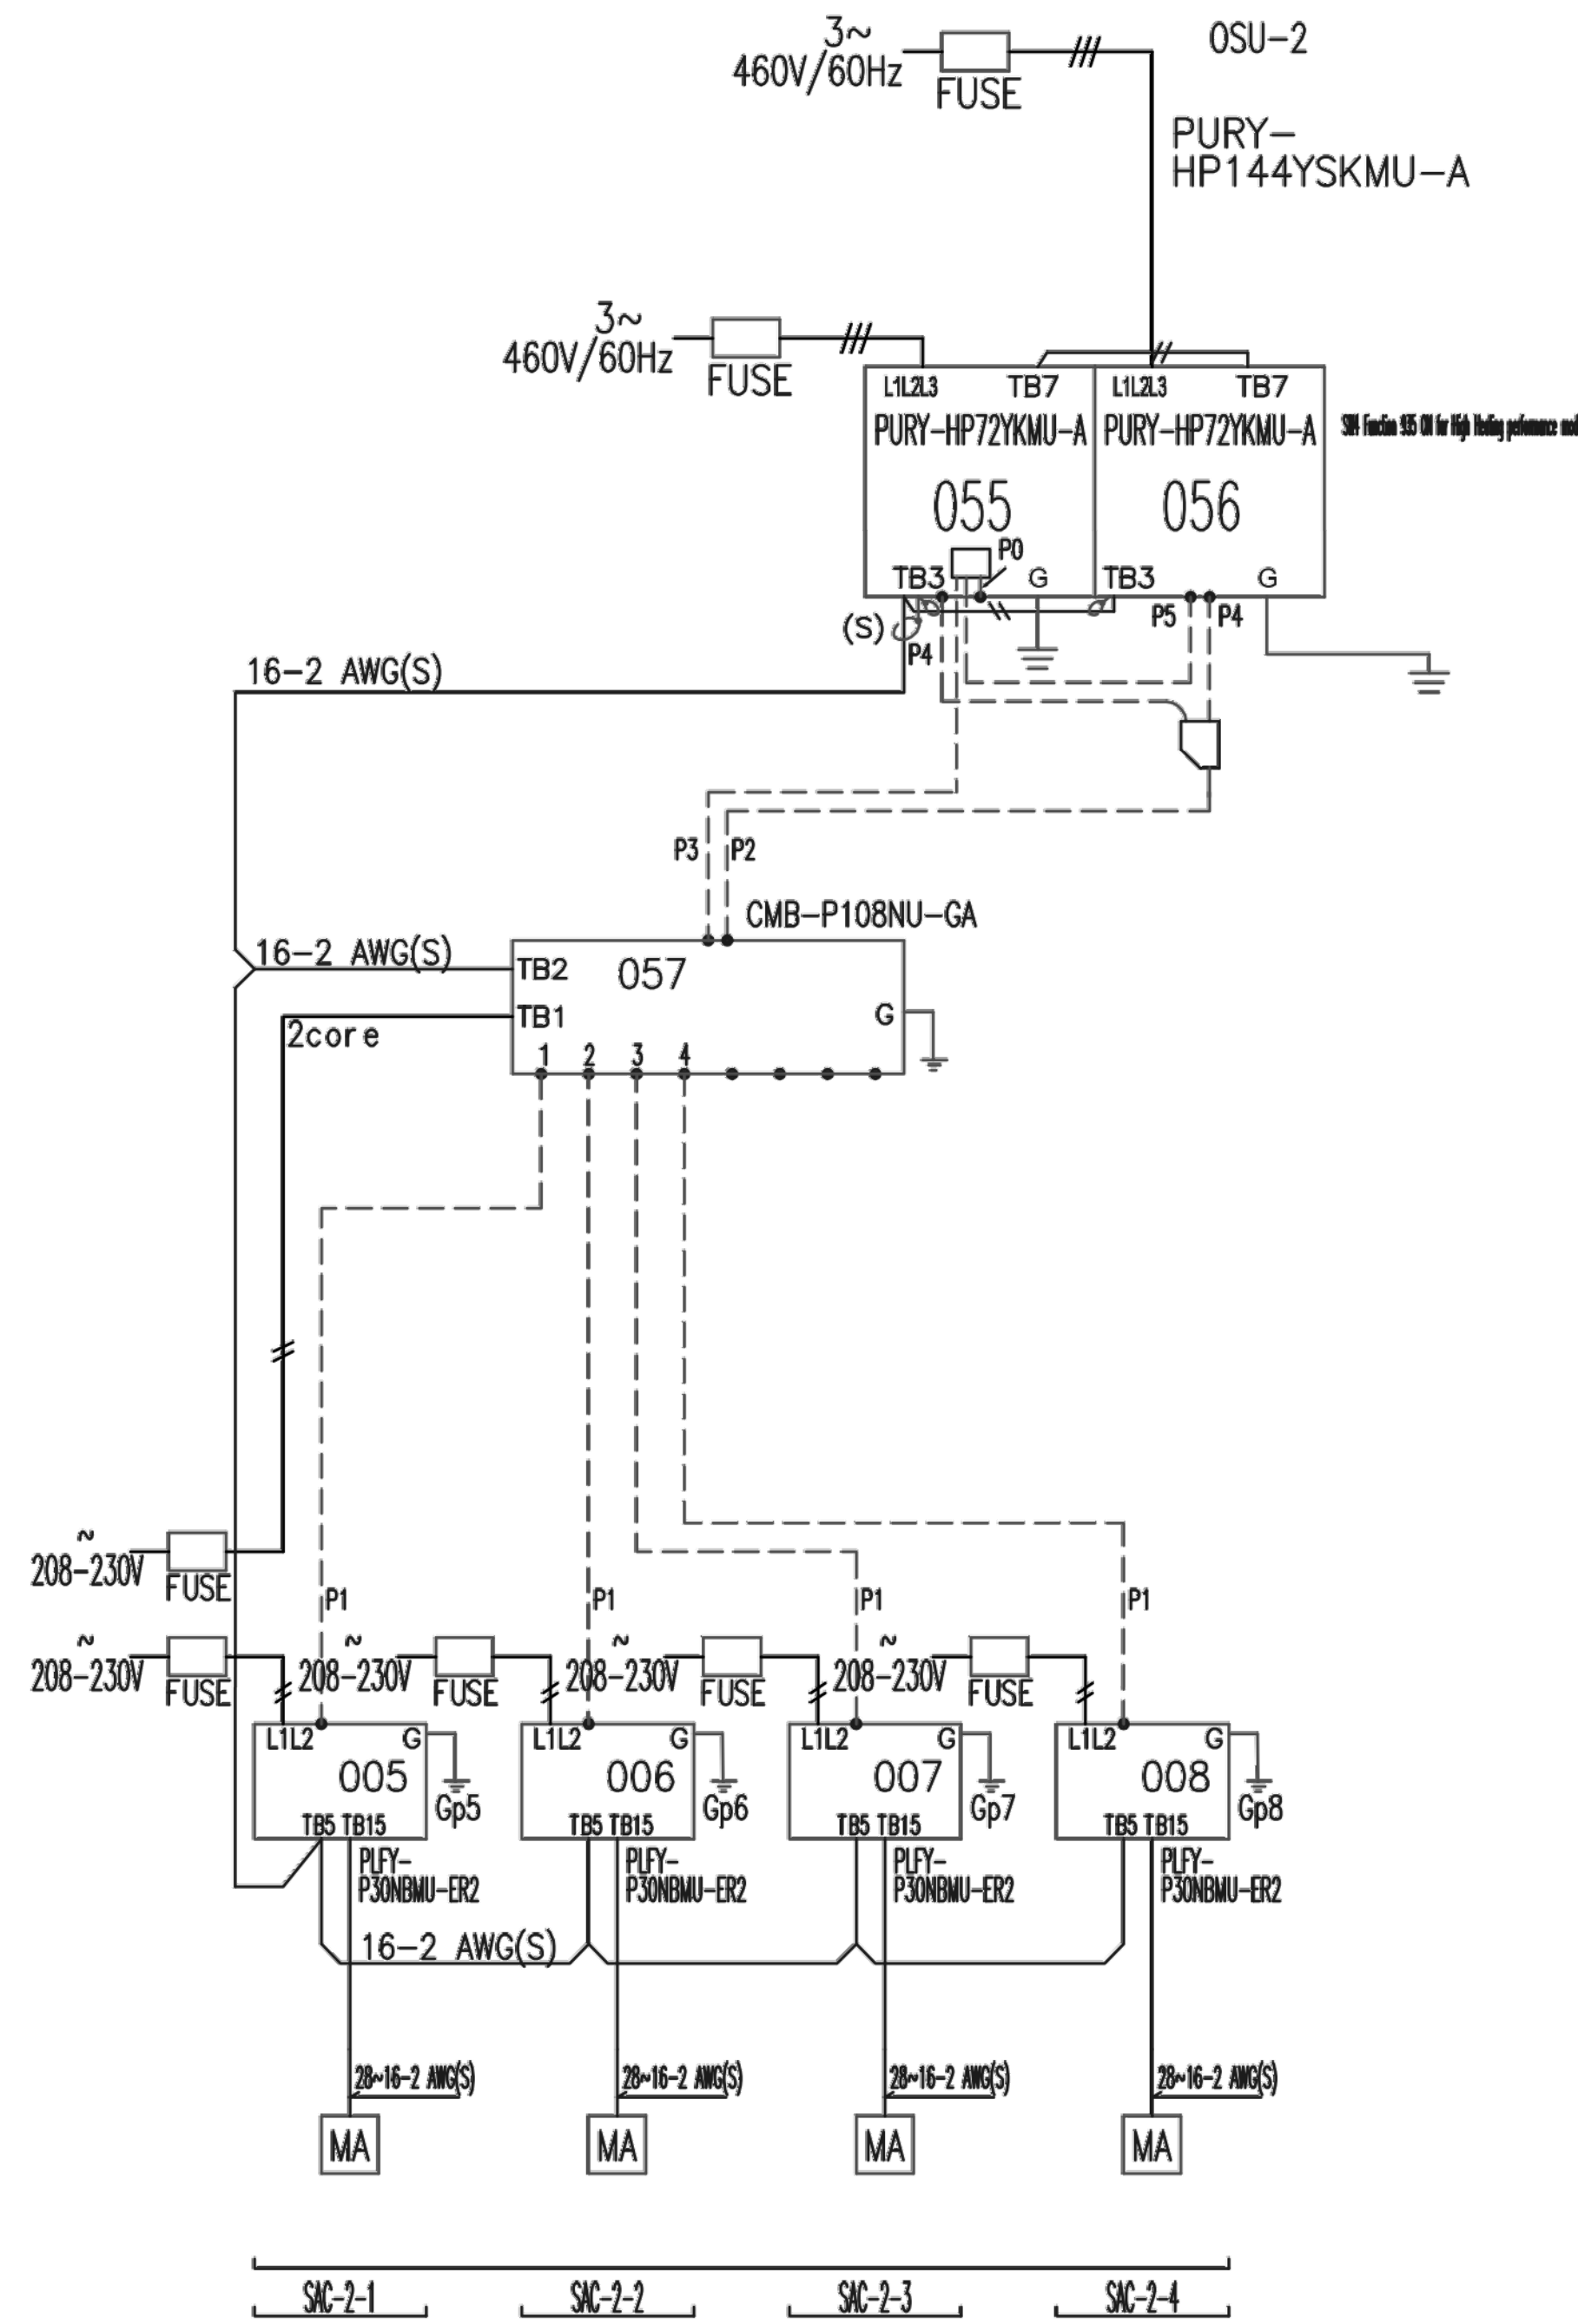 3~
460V/60Hz
FUSE
OSU-2
PURY-
HP144YSKMU-A
3~
460V/60Hz
FUSE
L1L2L3 TB7 L1L2L3 TB7
PURY-HP72YKMU-A PURY-HP72YKMU-A
055 056
P0
TB3 G TB3 G
(S) P4 P5 P4
16-2 AWG(S)
P3 P2
CMB-P108NU-GA
16-2 AWG(S) TB2 057
TB1 G
2core
1 2 3 4
~
208-230V
FUSE
P1 P1 P1 P1
~ ~ ~ ~
208-230V 208-230V 208-230V 208-230V
FUSE FUSE FUSE FUSE
L1L2 G L1L2 G L1L2 G L1L2 G
005 006 007 008
Gp5 Gp6 Gp7 Gp8
TB5 TB15 TB5 TB15 TB5 TB15 TB5 TB15
PLFY- PLFY- PLFY- PLFY-
P30NBMU-ER2 P30NBMU-ER2 P30NBMU-ER2 P30NBMU-ER2
16-2 AWG(S)
28~16-2 AWG(S) 28~16-2 AWG(S) 28~16-2 AWG(S) 28~16-2 AWG(S)
MA MA MA MA
SAC-2-1 SAC-2-2 SAC-2-3 SAC-2-4